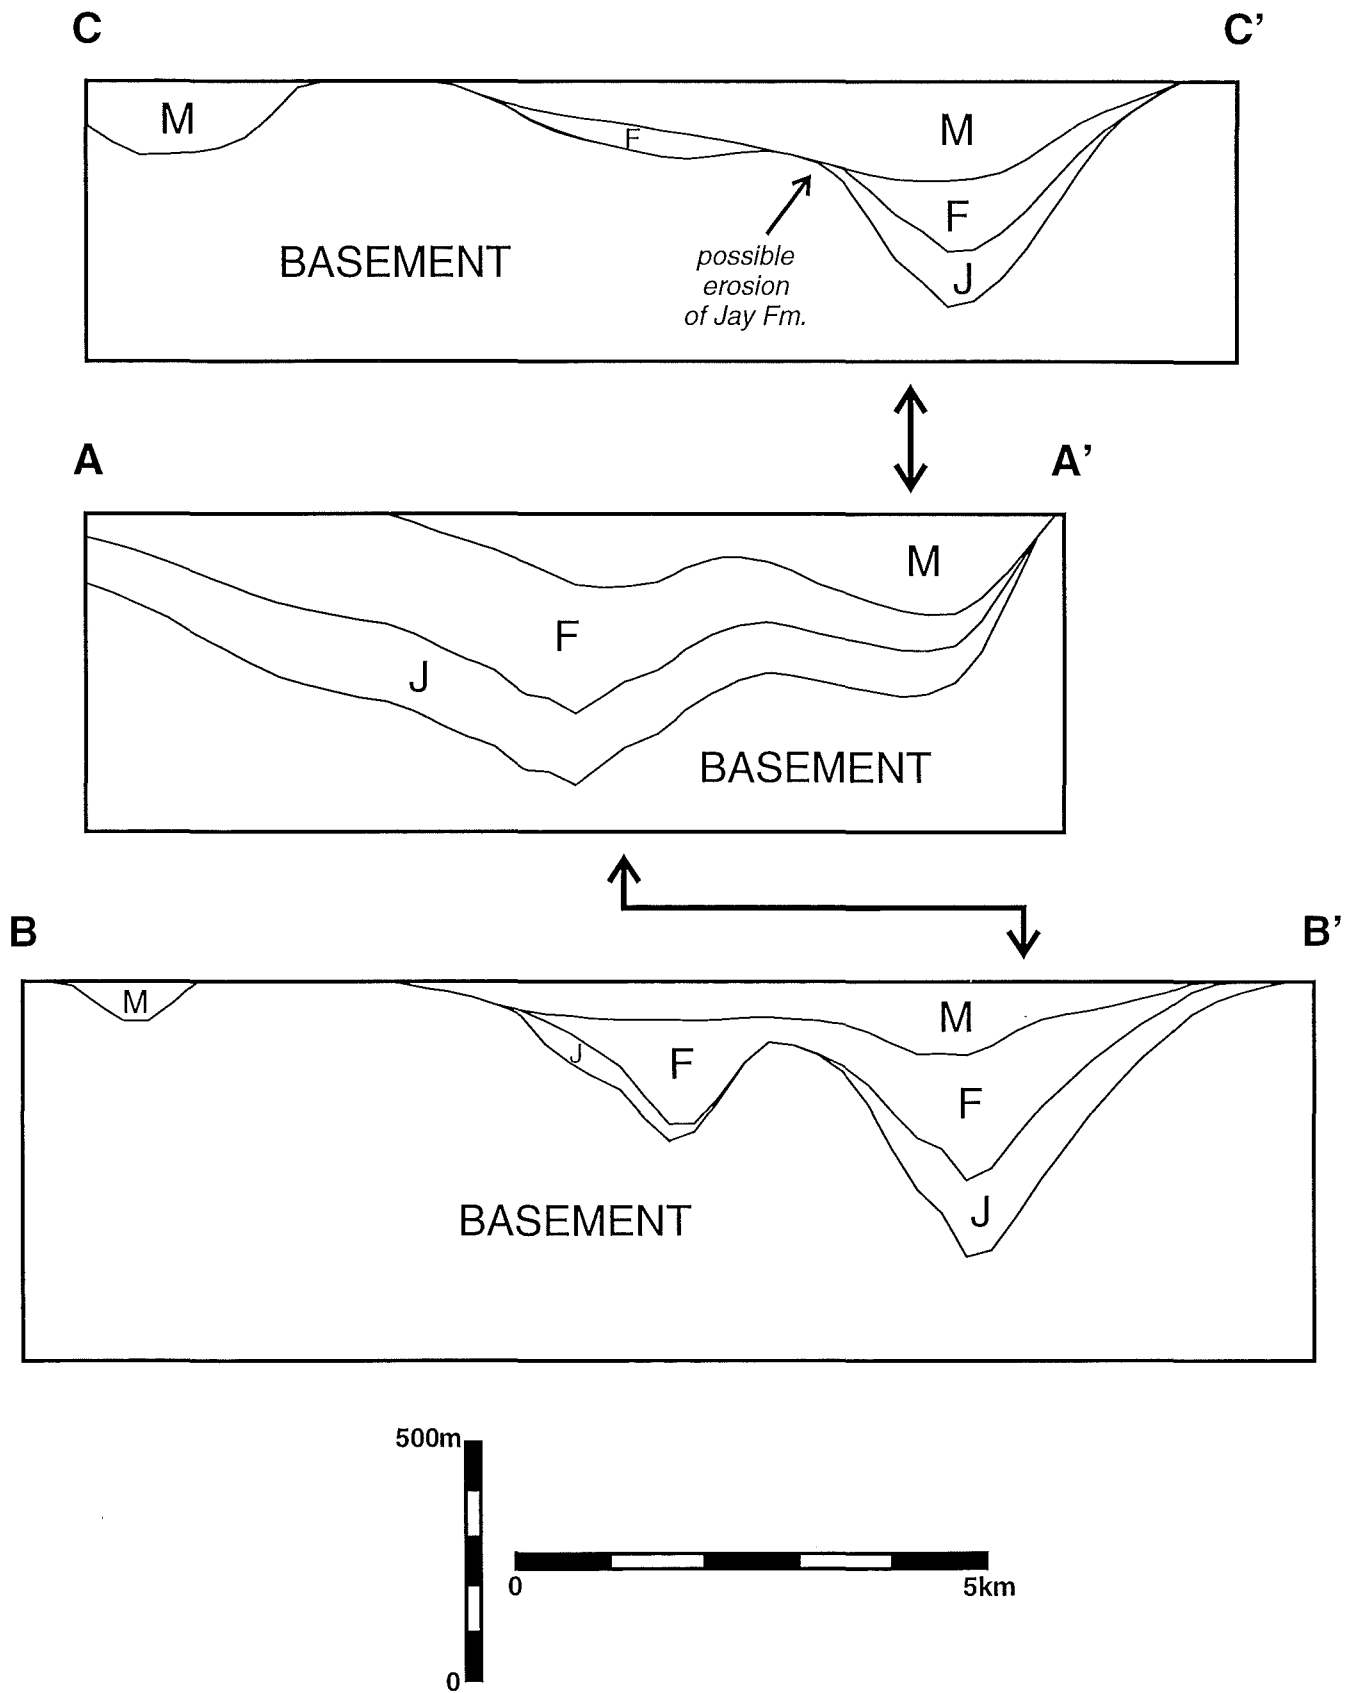 C C’
M
F
M
F
J
BASEMENT
possible
erosion
of Jay Fm.
A A’
M
F
J
BASEMENT
B B’
M
M
J
F
F
J
BASEMENT
500m
0
0 5km